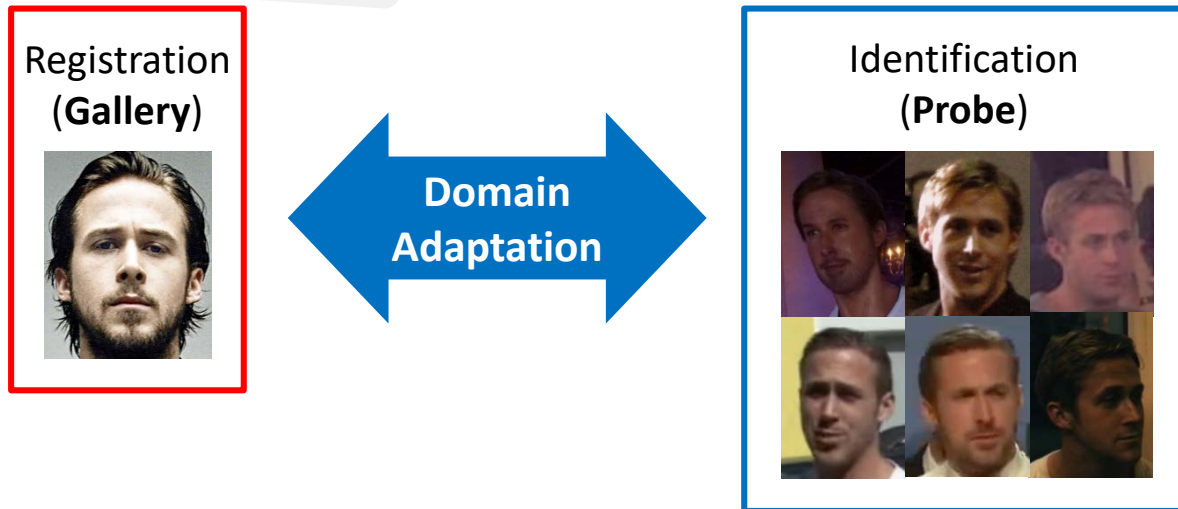 Registration
(Gallery)
Domain
Adaptation
Identification
(Probe)